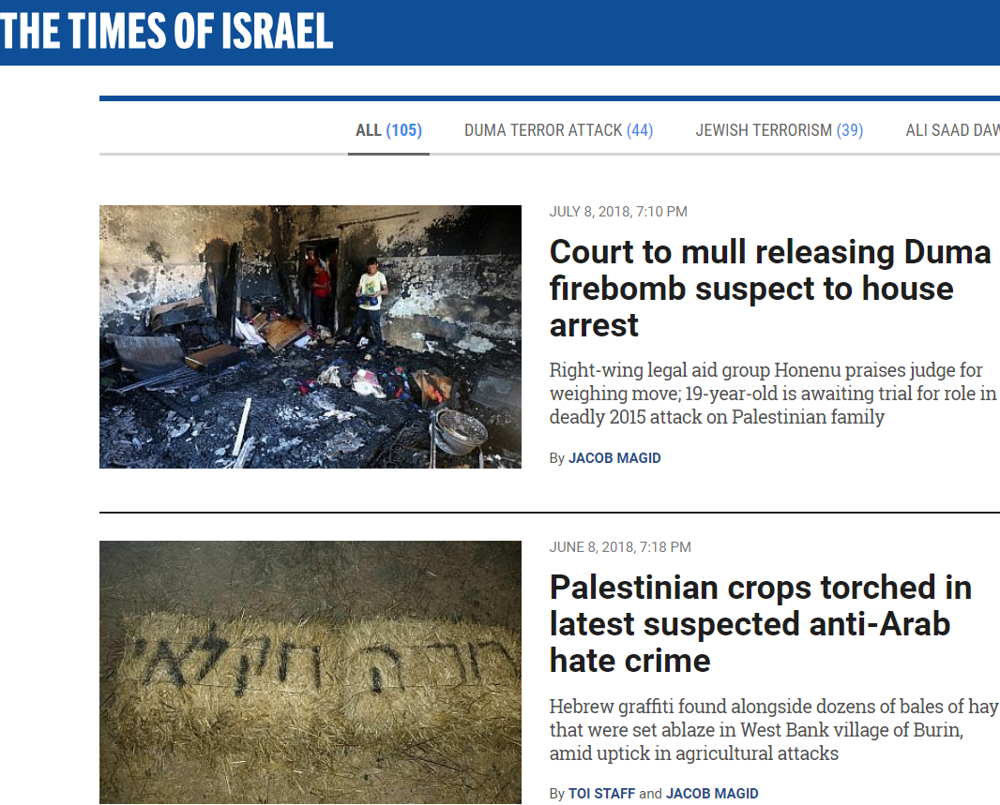 THE TIMES OF ISRAEL
ALL (105) DUMA TERROR ATTACK (44) JEWISH TERRORISM (39) ALI SAAD
JULY 8, 2018, 7:10 PM
Court to mull releasing Duma
firebomb suspect to house
arrest
Right-wing legal aid group Honenu praises judge for
weighing move; 19-year-old is awaiting trial for role in
deadly 2015 attack on Palestinian family
By JACOB MAGID
JUNE 8, 2018, 7:18 PM
Palestinian crops torched in
latest suspected anti-Arab
hate crime
Hebrew graffiti found alongside dozens of bales of hay
that were set ablaze in West Bank village of Burin,
amid uptick in agricultural attacks
By TOI STAFF and JACOB MAGID
חקלאי